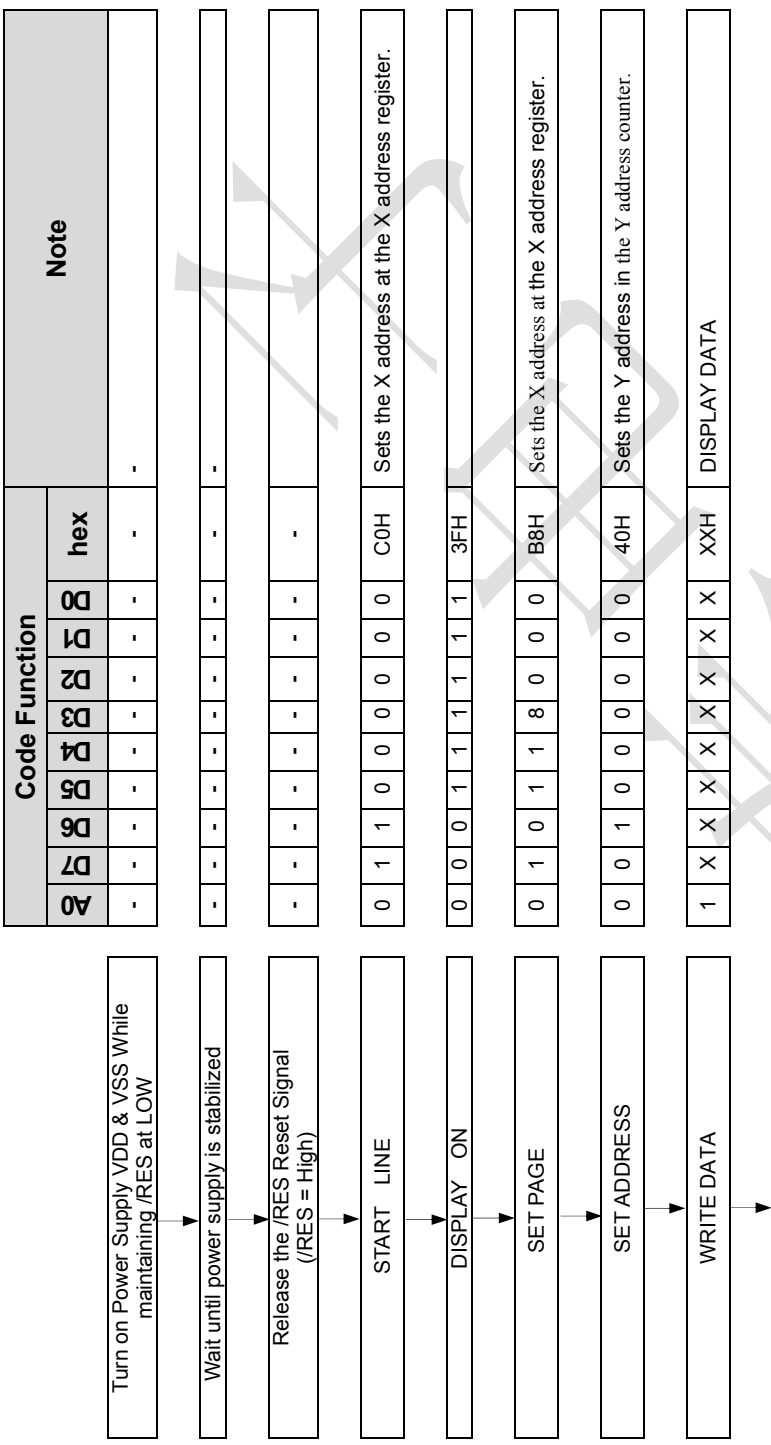 Code Function Note
A0 D7 D6 D5 D4 D3 D2 D1 D0 hex
Turn on Power Supply VDD & VSS While
maintaining /RES at LOW
- - - - - - - - - - -
Wait until power supply is stabilized - - - - - - - - - - -
Release the /RES Reset Signal
(/RES = High)
- - - - - - - - - -
START LINE 0 1 1 0 0 0 0 0 0 C0H Sets the X address at the X address register.
DISPLAY ON 0 0 0 1 1 1 1 1 1 3FH
SET PAGE 0 1 0 1 1 8 0 0 0 B8H Sets the X address at the X address register.
SET ADDRESS 0 0 1 0 0 0 0 0 0 40H Sets the Y address in the Y address counter.
WRITE DATA 1 X X X X X X X X XXH DISPLAY DATA